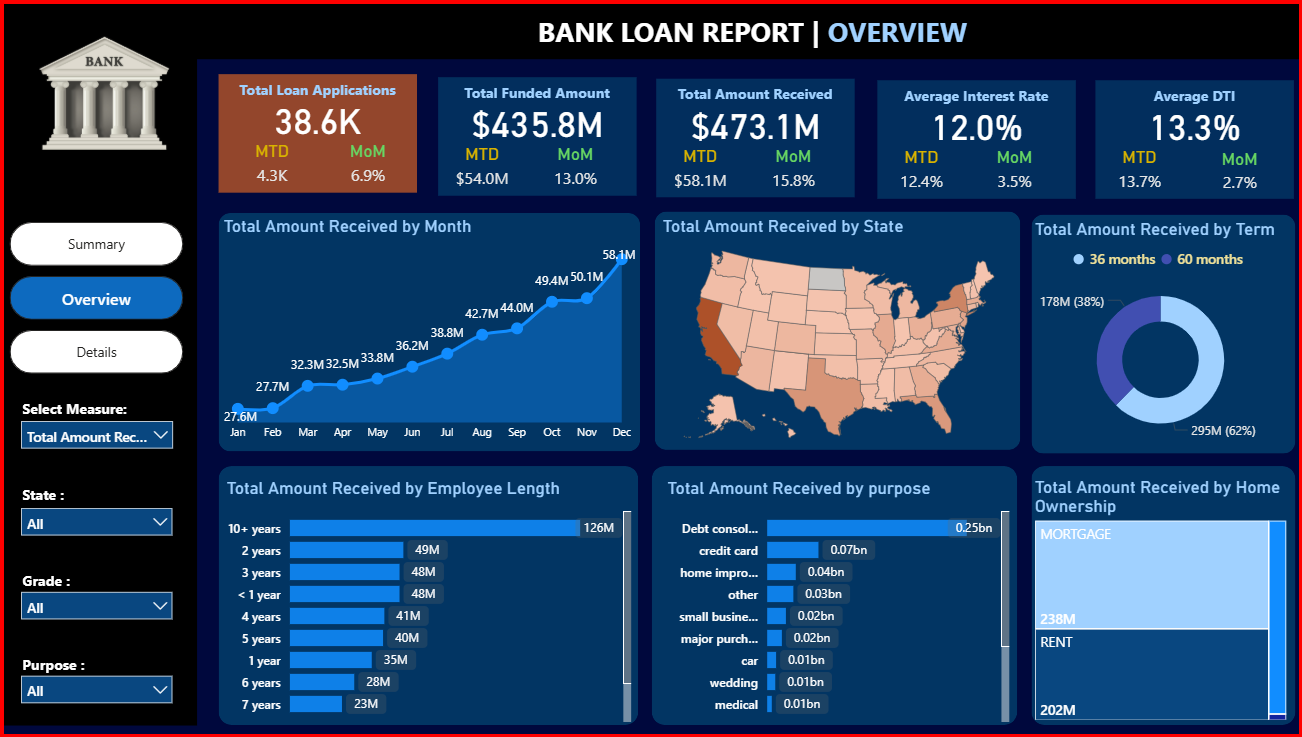 BANK LOAN REPORT | OVERVIEW
BANK
Total Loan Applications
38.6K
MTD MoM
4.3K 6.9%
Total Funded Amount
$435.8M
MTD MoM
$54.0M 13.0%
Total Amount Received
$473.1M
MTD MoM
$58.1M 15.8%
Average Interest Rate
12.0%
MTD MoM
12.4% 3.5%
Average DTI
13.3%
MTD MoM
13.7% 2.7%
Summary
Overview
Details
Select Measure:
Total Amount Rec...
State :
All
Grade :
All
Purpose :
All
Total Amount Received by Month
27.6M 27.7M 32.3M 32.5M 33.8M 36.2M 38.8M 42.7M 44.0M 49.4M 50.1M 58.1M
Jan Feb Mar Apr May Jun Jul Aug Sep Oct Nov Dec
Total Amount Received by State
Total Amount Received by Term
36 months 60 months
178M (38%)
295M (62%)
Total Amount Received by Employee Length
10+ years 126M
2 years 49M
3 years 48M
< 1 year 48M
4 years 41M
5 years 40M
1 year 35M
6 years 28M
7 years 23M
Total Amount Received by purpose
Debt consol... 0.25bn
credit card 0.07bn
home impro... 0.04bn
other 0.03bn
small busine... 0.02bn
major purch... 0.02bn
car 0.01bn
wedding 0.01bn
medical 0.01bn
Total Amount Received by Home
Ownership
MORTGAGE
238M
RENT
202M